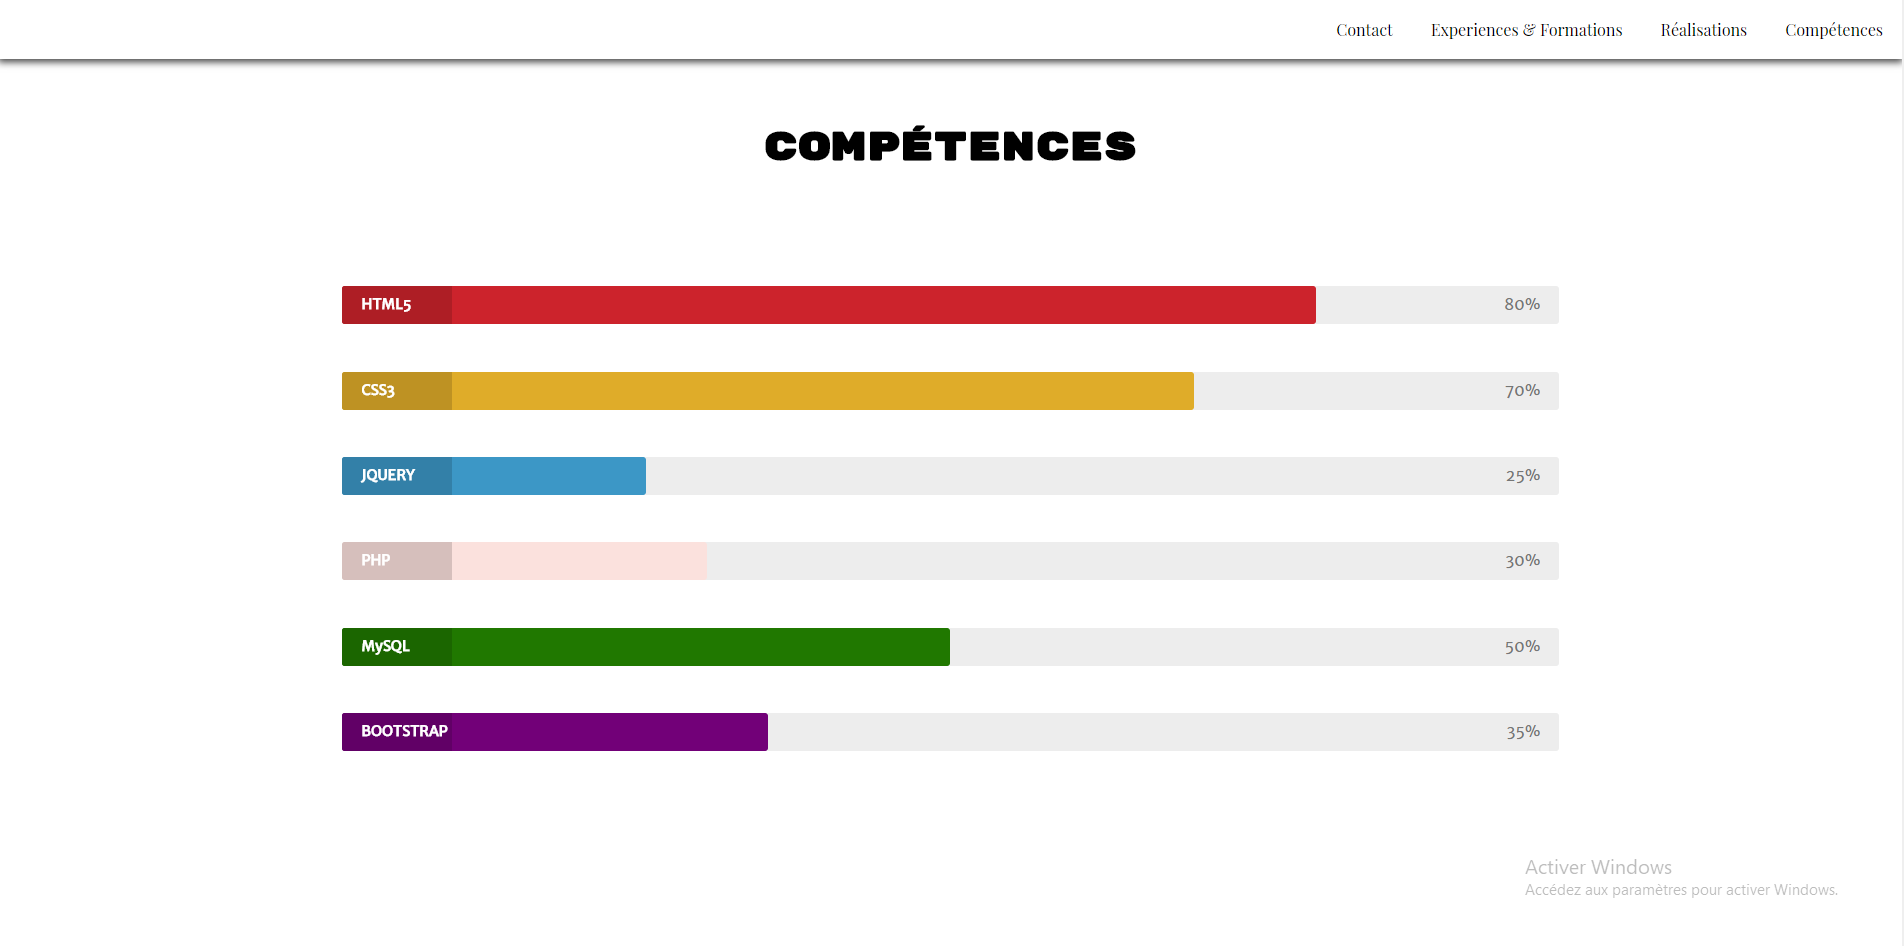 Contact Experiences & Formations Réalisations Compétences
COMPÉTENCES
HTML5 80%
CSS3 70%
JQUERY 25%
PHP 30%
MySQL 50%
BOOTSTRAP 35%
Activer Windows
Accédez aux paramètres pour activer Windows.